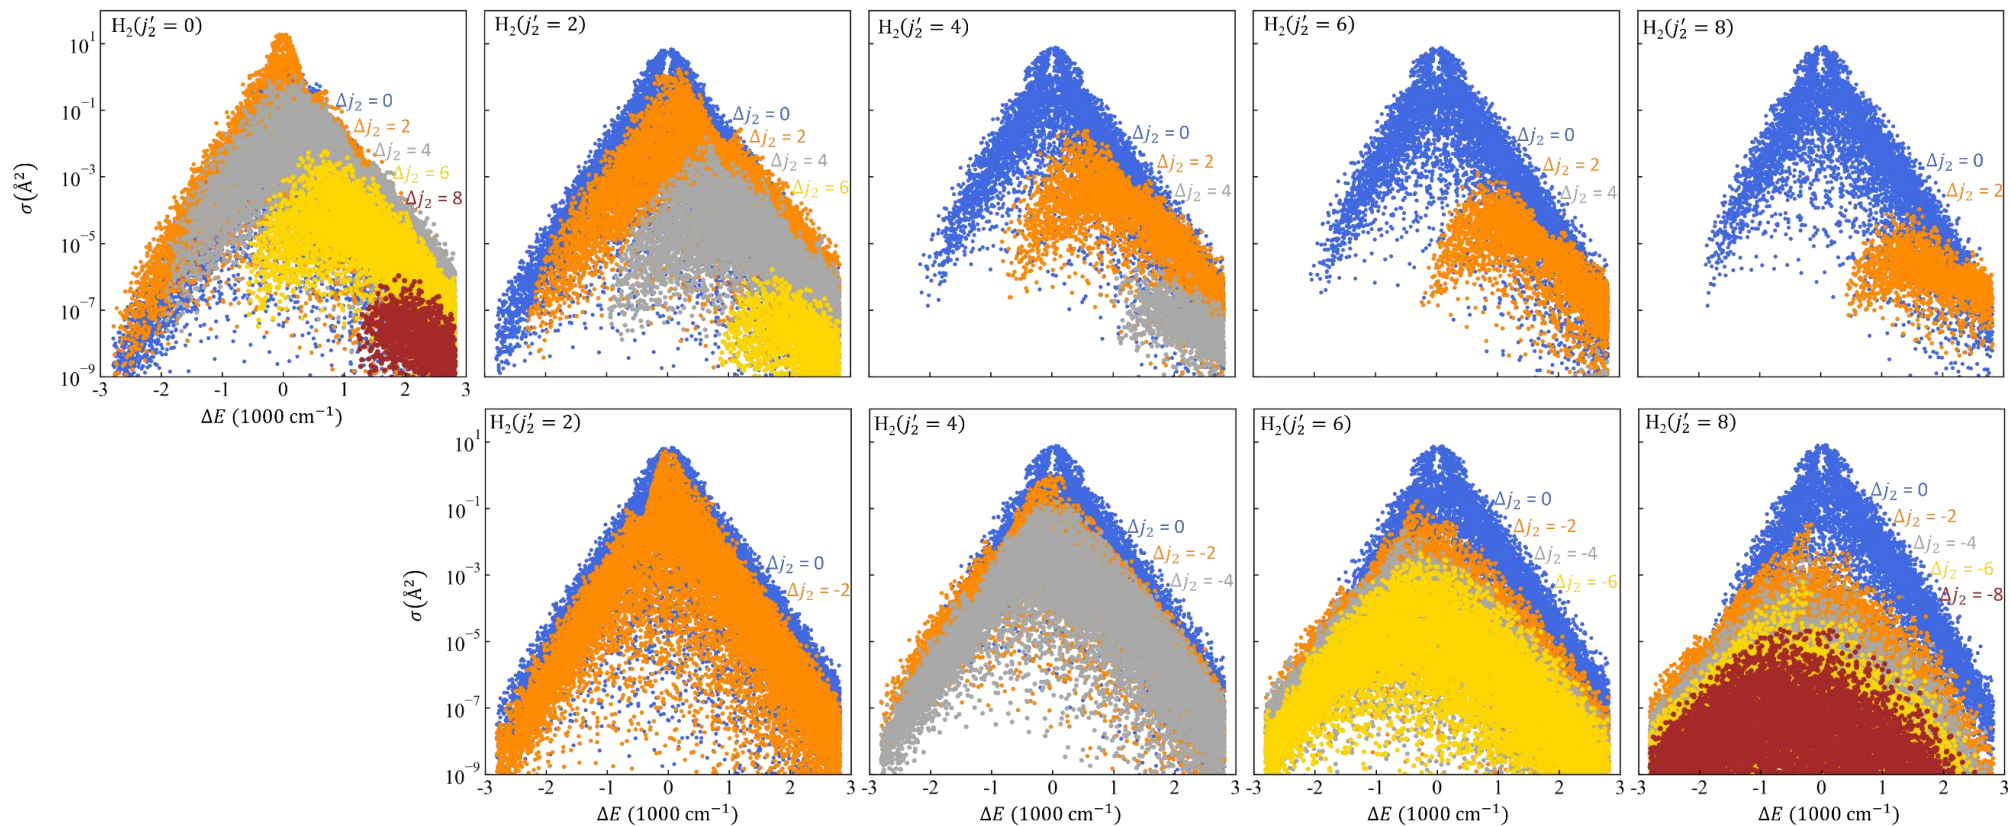 H₂(j₂′ = 0)
H₂(j₂′ = 2)
H₂(j₂′ = 4)
H₂(j₂′ = 6)
H₂(j₂′ = 8)
10¹
10⁻¹
10⁻³
10⁻⁵
10⁻⁷
10⁻⁹
σ(Å²)
Δj₂ = 0
Δj₂ = 2
Δj₂ = 4
Δj₂ = 6
Δj₂ = 8
Δj₂ = 0
Δj₂ = 2
Δj₂ = 4
Δj₂ = 6
Δj₂ = 0
Δj₂ = 2
Δj₂ = 4
Δj₂ = 0
Δj₂ = 2
Δj₂ = 4
Δj₂ = 0
Δj₂ = 2
-3 -2 -1 0 1 2 3
ΔE (1000 cm⁻¹)
H₂(j₂′ = 2)
H₂(j₂′ = 4)
H₂(j₂′ = 6)
H₂(j₂′ = 8)
10¹
10⁻¹
10⁻³
10⁻⁵
10⁻⁷
10⁻⁹
σ(Å²)
Δj₂ = 0
Δj₂ = -2
Δj₂ = 0
Δj₂ = -2
Δj₂ = -4
Δj₂ = 0
Δj₂ = -2
Δj₂ = -4
Δj₂ = -6
Δj₂ = 0
Δj₂ = -2
Δj₂ = -4
Δj₂ = -6
Δj₂ = -8
-3 -2 -1 0 1 2 3
-3 -2 -1 0 1 2 3
-3 -2 -1 0 1 2 3
-3 -2 -1 0 1 2 3
ΔE (1000 cm⁻¹)
ΔE (1000 cm⁻¹)
ΔE (1000 cm⁻¹)
ΔE (1000 cm⁻¹)